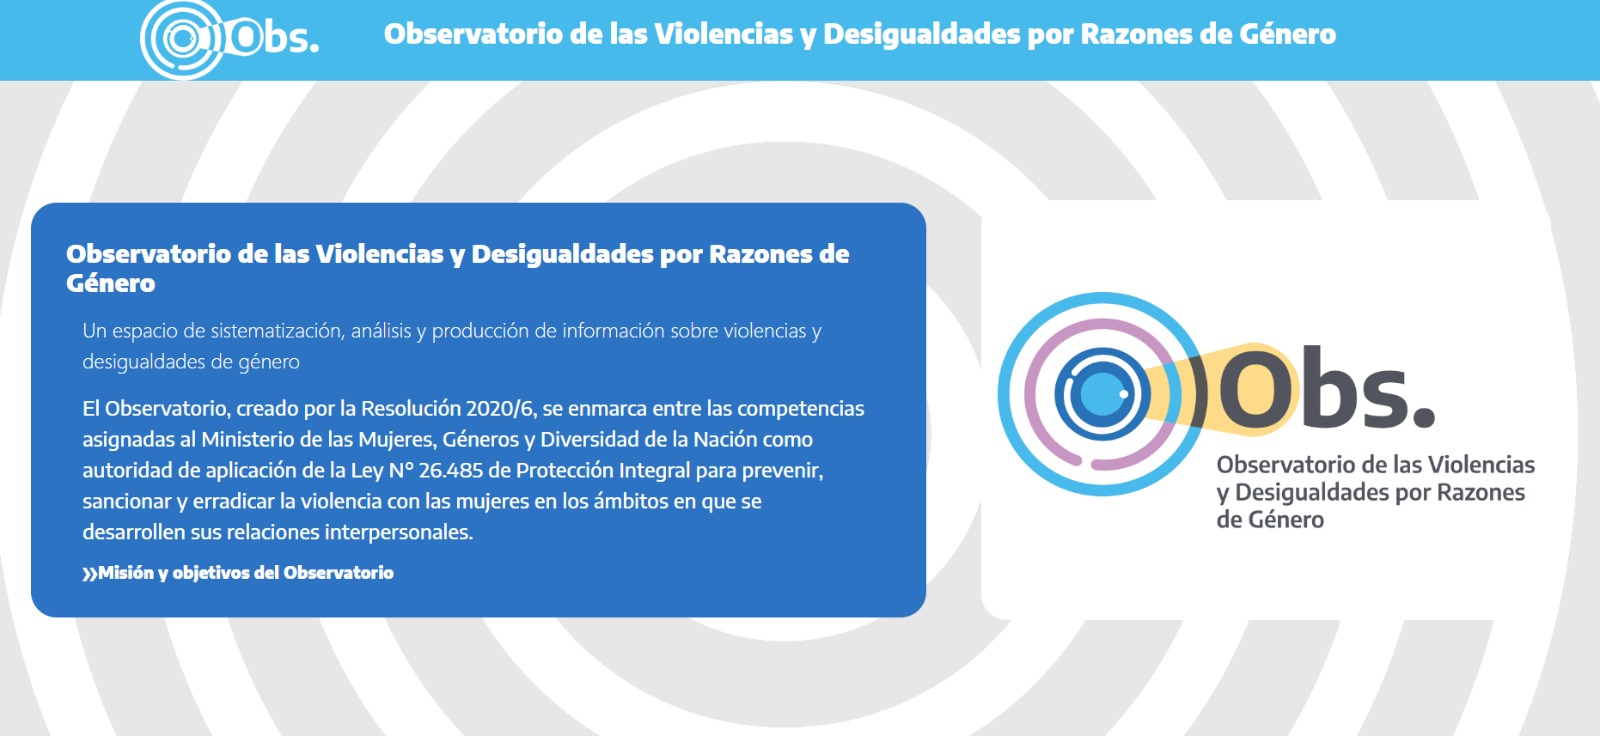 Obs.
Observatorio de las Violencias y Desigualdades por Razones de Género
Observatorio de las Violencias y Desigualdades por Razones de
Género
Un espacio de sistematización, análisis y producción de información sobre violencias y
desigualdades de género
El Observatorio, creado por la Resolución 2020/6, se enmarca entre las competencias
asignadas al Ministerio de las Mujeres, Géneros y Diversidad de la Nación como
autoridad de aplicación de la Ley N° 26.485 de Protección Integral para prevenir,
sancionar y erradicar la violencia con las mujeres en los ámbitos en que se
desarrollen sus relaciones interpersonales.
»Misión y objetivos del Observatorio
Obs.
Observatorio de las Violencias
y Desigualdades por Razones
de Género